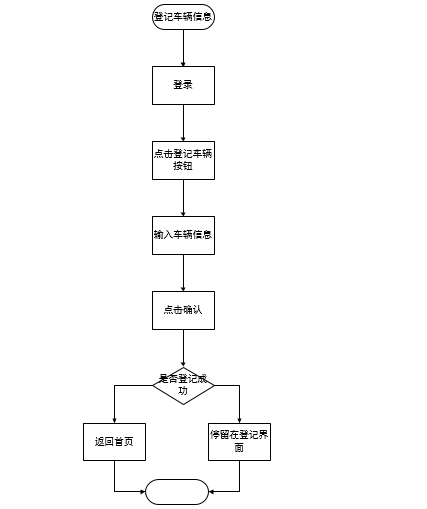 登记车辆信息
登录
点击登记车辆
按钮
输入车辆信息
点击确认
是否登记成
功
返回首页
停留在登记界
面